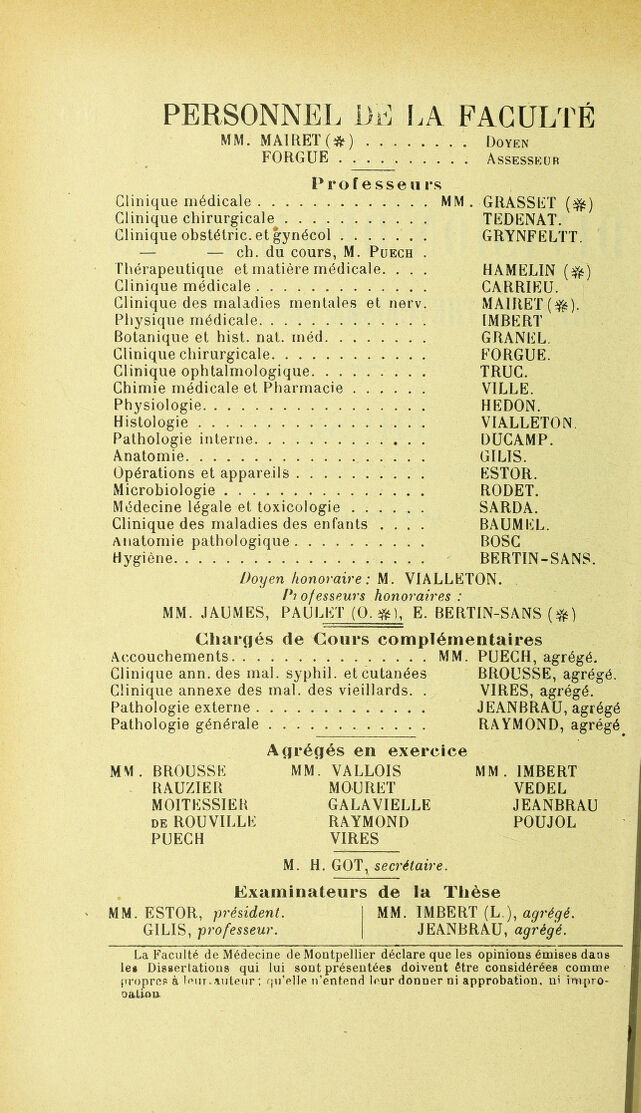 PERSONNEL DE LA FACULTÉ
MM. MAIRET (✻) . . . . . . . . DOYEN
FORGUE . . . . . . . . . . ASSESSEUR
Professeurs
Clinique médicale . . . . . . . . . . . . . MM. GRASSET (✻)
Clinique chirurgicale . . . . . . . . . . . TEDENAT.
Clinique obstétric. et gynécol . . . . . . . GRYNFELTT.
— — ch. du cours, M. PUECH .
Thérapeutique et matière médicale. . . . HAMELIN (✻)
Clinique médicale . . . . . . . . . . . . . CARRIEU.
Clinique des maladies mentales et nerv. MAIRET (✻).
Physique médicale. . . . . . . . . . . . . IMBERT
Botanique et hist. nat. méd. . . . . . . . GRANEL.
Clinique chirurgicale. . . . . . . . . . . . FORGUE.
Clinique ophtalmologique. . . . . . . . . TRUC.
Chimie médicale et Pharmacie . . . . . . VILLE.
Physiologie. . . . . . . . . . . . . . . . . HEDON.
Histologie . . . . . . . . . . . . . . . . VIALLETON.
Pathologie interne. . . . . . . . . . . . . DUCAMP.
Anatomie. . . . . . . . . . . . . . . . . . GILIS.
Opérations et appareils . . . . . . . . . . ESTOR.
Microbiologie . . . . . . . . . . . . . . . RODET.
Médecine légale et toxicologie . . . . . . SARDA.
Clinique des maladies des enfants . . . . BAUMEL.
Anatomie pathologique . . . . . . . . . . BOSC
Hygiène. . . . . . . . . . . . . . . . . . . BERTIN-SANS.
Doyen honoraire : M. VIALLETON.
Professeurs honoraires :
MM. JAUMES, PAULET (O. ✻), E. BERTIN-SANS (✻)
Chargés de Cours complémentaires
Accouchements. . . . . . . . . . . . . . . MM. PUECH, agrégé.
Clinique ann. des mal. syphil. et cutanées BROUSSE, agrégé.
Clinique annexe des mal. des vieillards. . VIRES, agrégé.
Pathologie externe . . . . . . . . . . . . . JEANBRAU, agrégé
Pathologie générale . . . . . . . . . . . . RAYMOND, agrégé
Agrégés en exercice
MM. BROUSSE MM. VALLOIS MM. IMBERT
RAUZIER MOURET VEDEL
MOITESSIER GALAVIELLE JEANBRAU
DE ROUVILLE RAYMOND POUJOL
PUECH VIRES
M. H. GOT, secrétaire.
Examinateurs de la Thèse
MM. ESTOR, président. MM. IMBERT (L.), agrégé.
GILIS, professeur. JEANBRAU, agrégé.
La Faculté de Médecine de Montpellier déclare que les opinions émises dans
les Dissertations qui lui sont présentées doivent être considérées comme
propres à leur auteur ; qu'elle n'entend leur donner ni approbation, ni impro-
bation